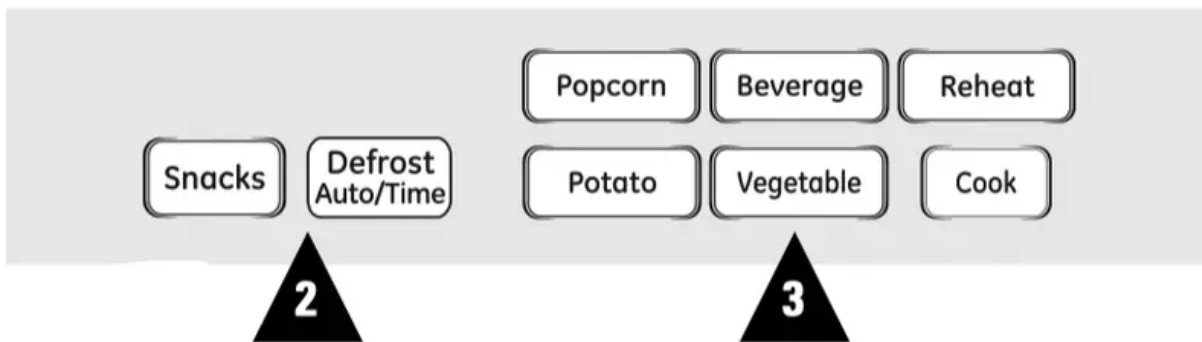 Popcorn Beverage Reheat
Snacks
Defrost
Auto/Time
Potato Vegetable Cook
2
3